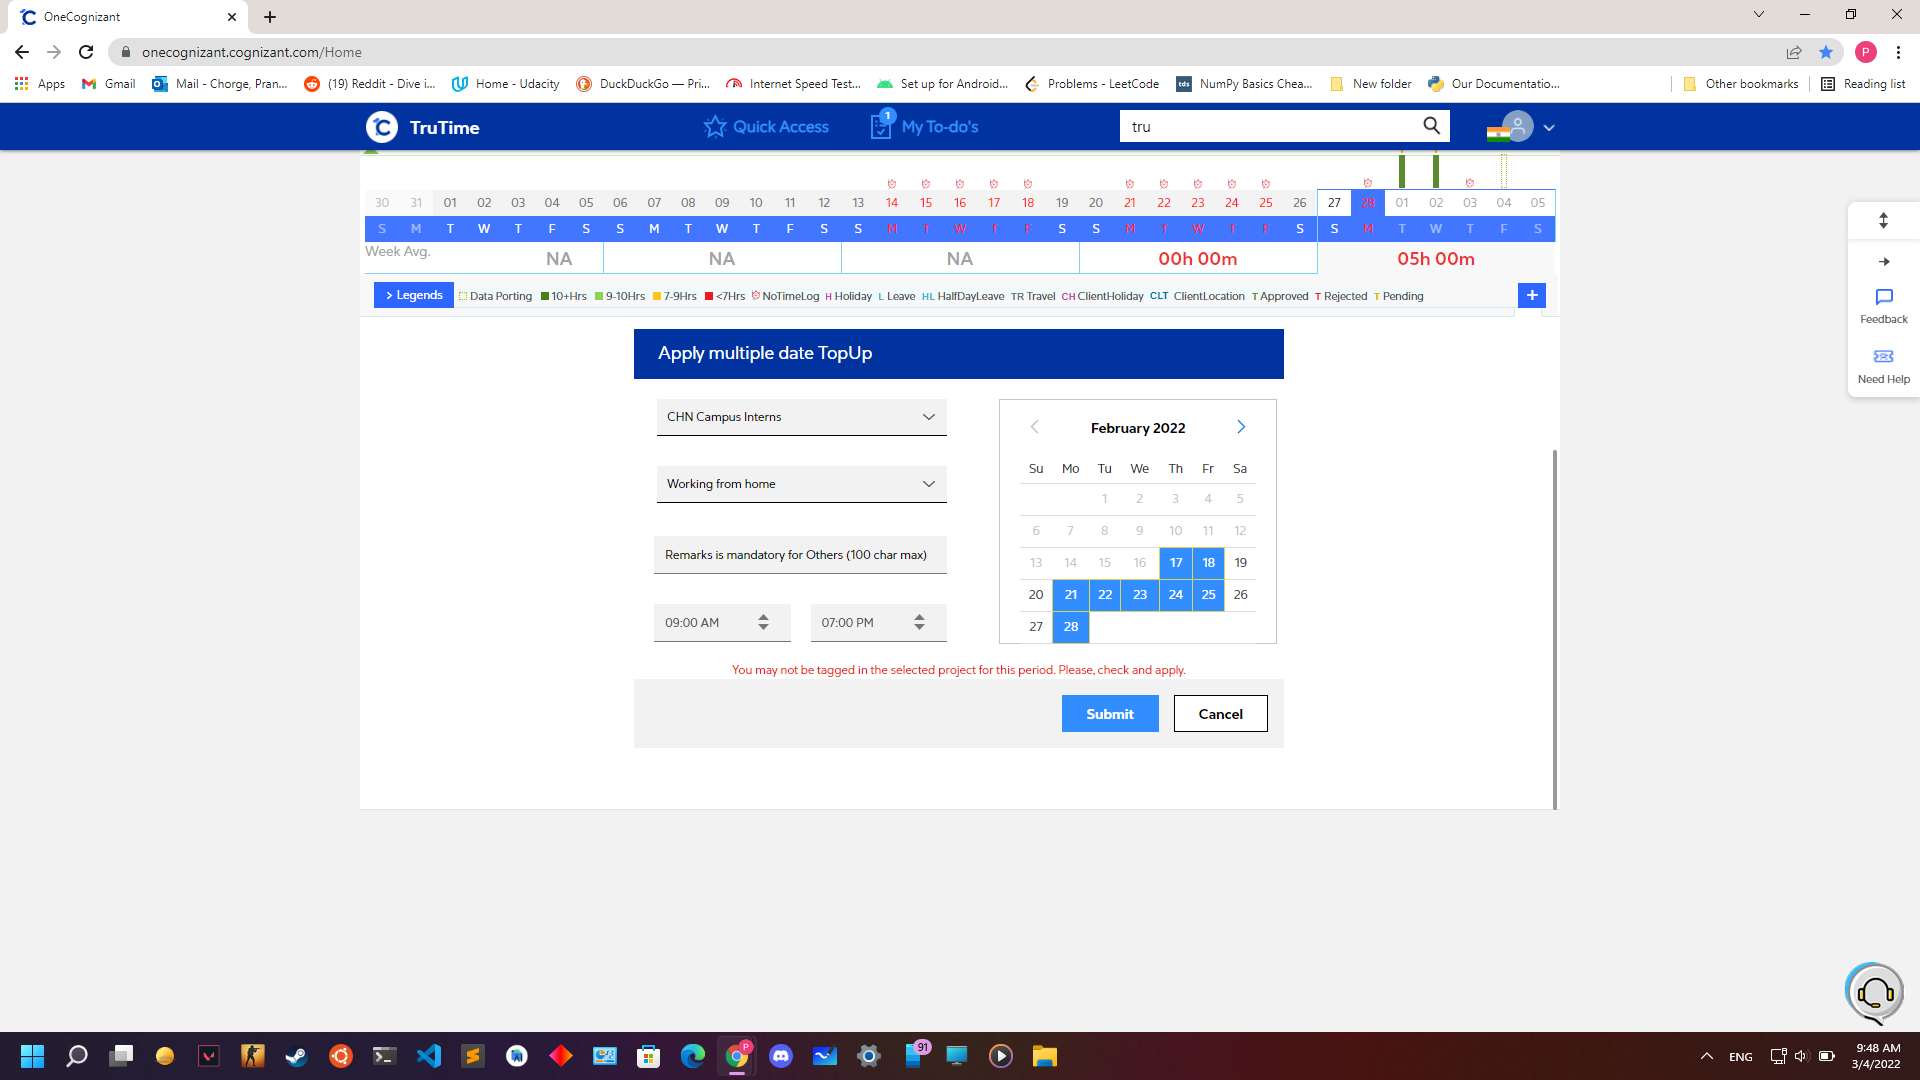 OneCognizant
onecognizant.cognizant.com/Home
P
Apps Gmail Mail - Chorge, Pran... (19) Reddit - Dive i... Home - Udacity DuckDuckGo — Pri... Internet Speed Test... Set up for Android... Problems - LeetCode tds NumPy Basics Chea... New folder Our Documentatio... Other bookmarks Reading list
TruTime Quick Access 1 My To-do's tru
30 31 01 02 03 04 05 06 07 08 09 10 11 12 13 14 15 16 17 18 19 20 21 22 23 24 25 26 27 28 01 02 03 04 05
S M T W T F S S M T W T F S S M T W T F S S M T W T F S S M T W T F S
Week Avg. NA NA NA 00h 00m 05h 00m
> Legends Data Porting 10+Hrs 9-10Hrs 7-9Hrs <7Hrs NoTimeLog H Holiday L Leave HL HalfDayLeave TR Travel CH ClientHoliday CLT ClientLocation T Approved T Rejected T Pending +
Feedback
Need Help
Apply multiple date TopUp
CHN Campus Interns
Working from home
Remarks is mandatory for Others (100 char max)
09:00 AM 07:00 PM
February 2022
Su Mo Tu We Th Fr Sa
1 2 3 4 5
6 7 8 9 10 11 12
13 14 15 16 17 18 19
20 21 22 23 24 25 26
27 28
You may not be tagged in the selected project for this period. Please, check and apply.
Submit Cancel
P 91 ENG 9:48 AM
3/4/2022